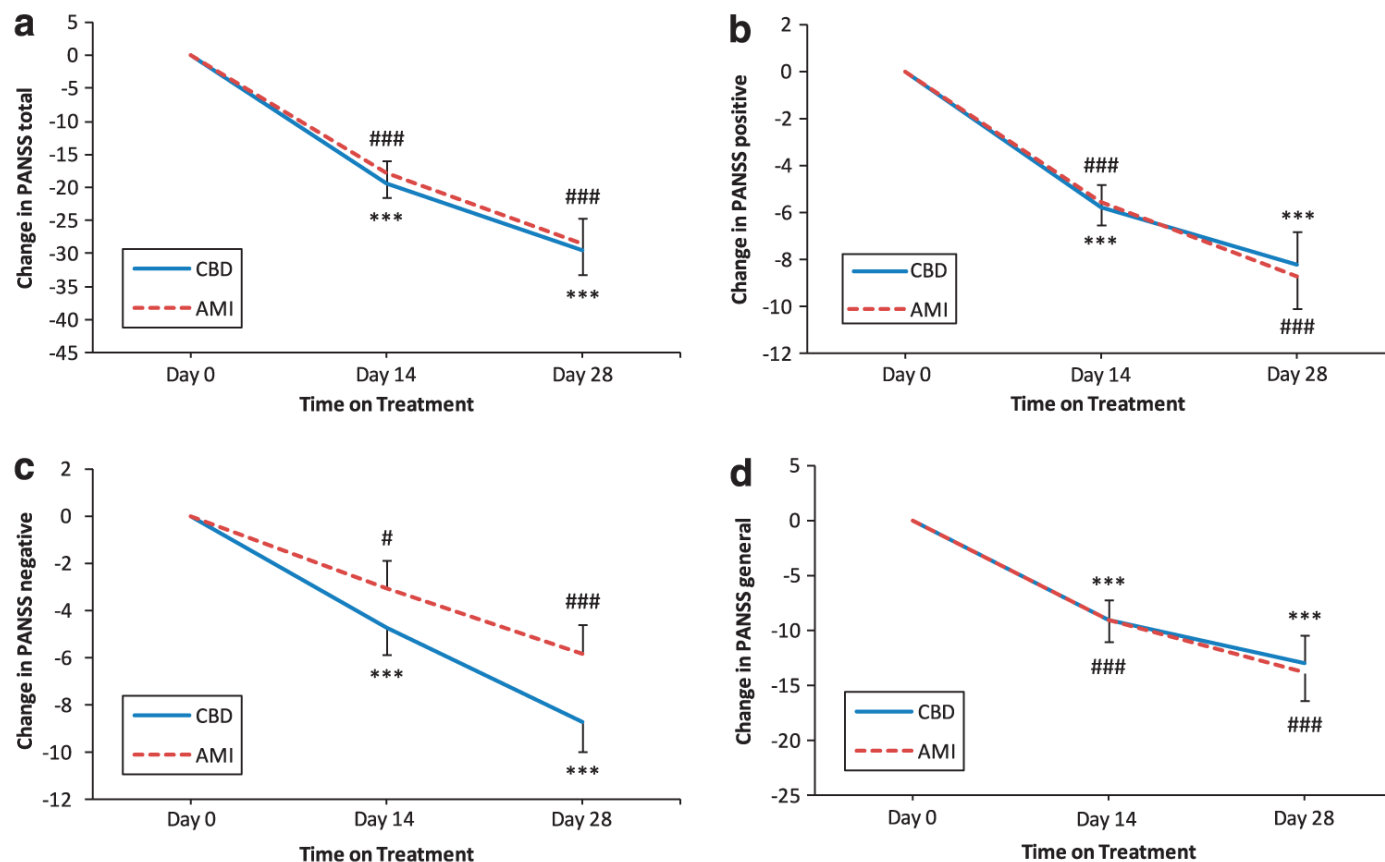 a
Change in PANSS total
5
0
-5
-10
-15
-20
-25
-30
-35
-40
-45
###
***
###
***
CBD
AMI
Day 0
Day 14
Day 28
Time on Treatment
b
Change in PANSS positive
2
0
-2
-4
-6
-8
-10
-12
###
***
***
###
CBD
AMI
Day 0
Day 14
Day 28
Time on Treatment
c
Change in PANSS negative
2
0
-2
-4
-6
-8
-10
-12
#
***
###
***
CBD
AMI
Day 0
Day 14
Day 28
Time on Treatment
d
Change in PANSS general
5
0
-5
-10
-15
-20
-25
***
###
***
###
CBD
AMI
Day 0
Day 14
Day 28
Time on Treatment